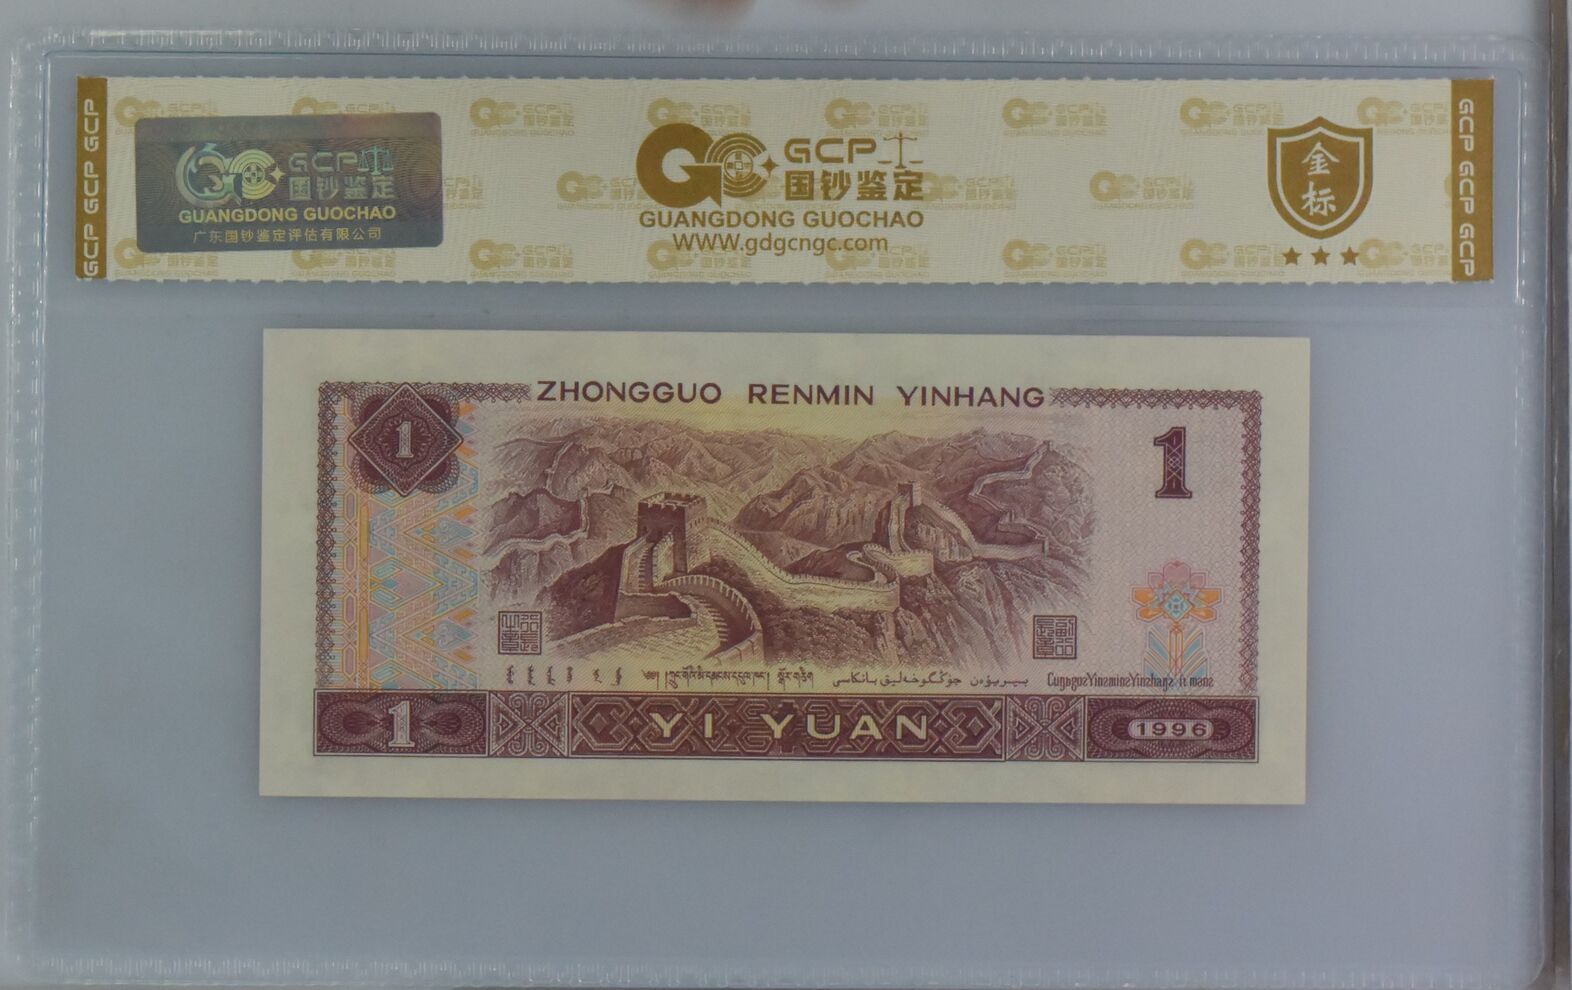 GCP GCP GCP
GCP
国钞鉴定
GUANGDONG GUOCHAO
广东国钞鉴定评估有限公司
GCP
国钞鉴定
GUANGDONG GUOCHAO
WWW.gdgcngc.com
金
标
GCP GCP GCP
ZHONGGUO RENMIN YINHANG
1
1
1
YI YUAN
1996